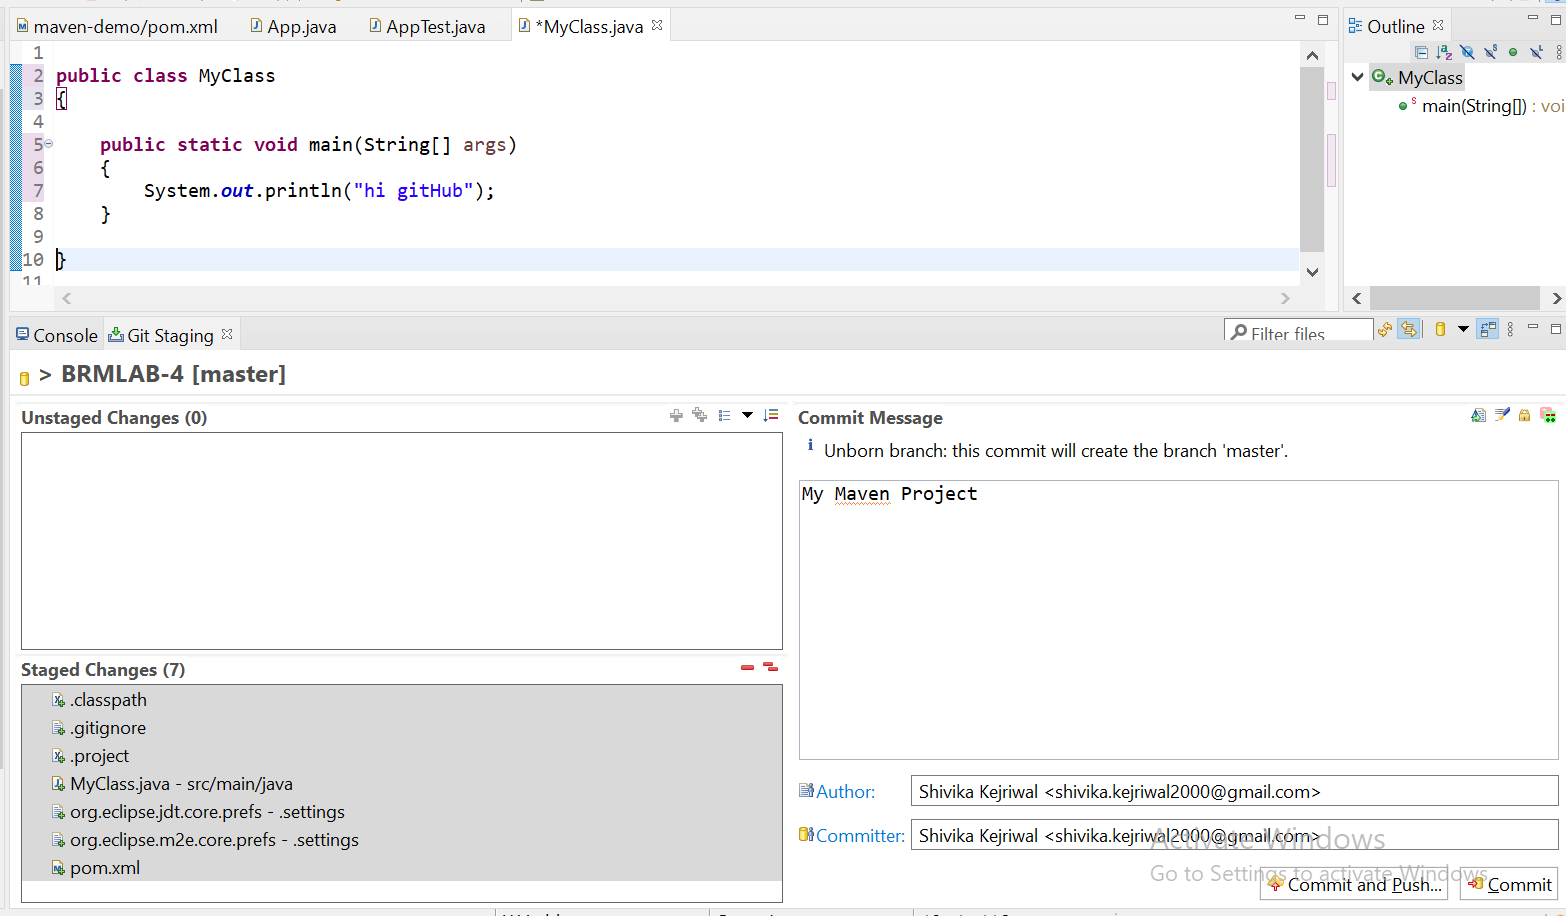 maven-demo/pom.xml App.java AppTest.java *MyClass.java
1
2 public class MyClass
3 {
4
5 public static void main(String[] args)
6 {
7 System.out.println("hi gitHub");
8 }
9
10 }
11
Outline
MyClass
main(String[]) : voi
Console Git Staging
Filter files
> BRMLAB-4 [master]
Unstaged Changes (0)
Staged Changes (7)
.classpath
.gitignore
.project
MyClass.java - src/main/java
org.eclipse.jdt.core.prefs - .settings
org.eclipse.m2e.core.prefs - .settings
pom.xml
Commit Message
Unborn branch: this commit will create the branch 'master'.
My Maven Project
Author: Shivika Kejriwal <shivika.kejriwal2000@gmail.com>
Committer: Shivika Kejriwal <shivika.kejriwal2000@gmail.com>
Activate Windows
Go to Settings to activate Windows.
Commit and Push... Commit